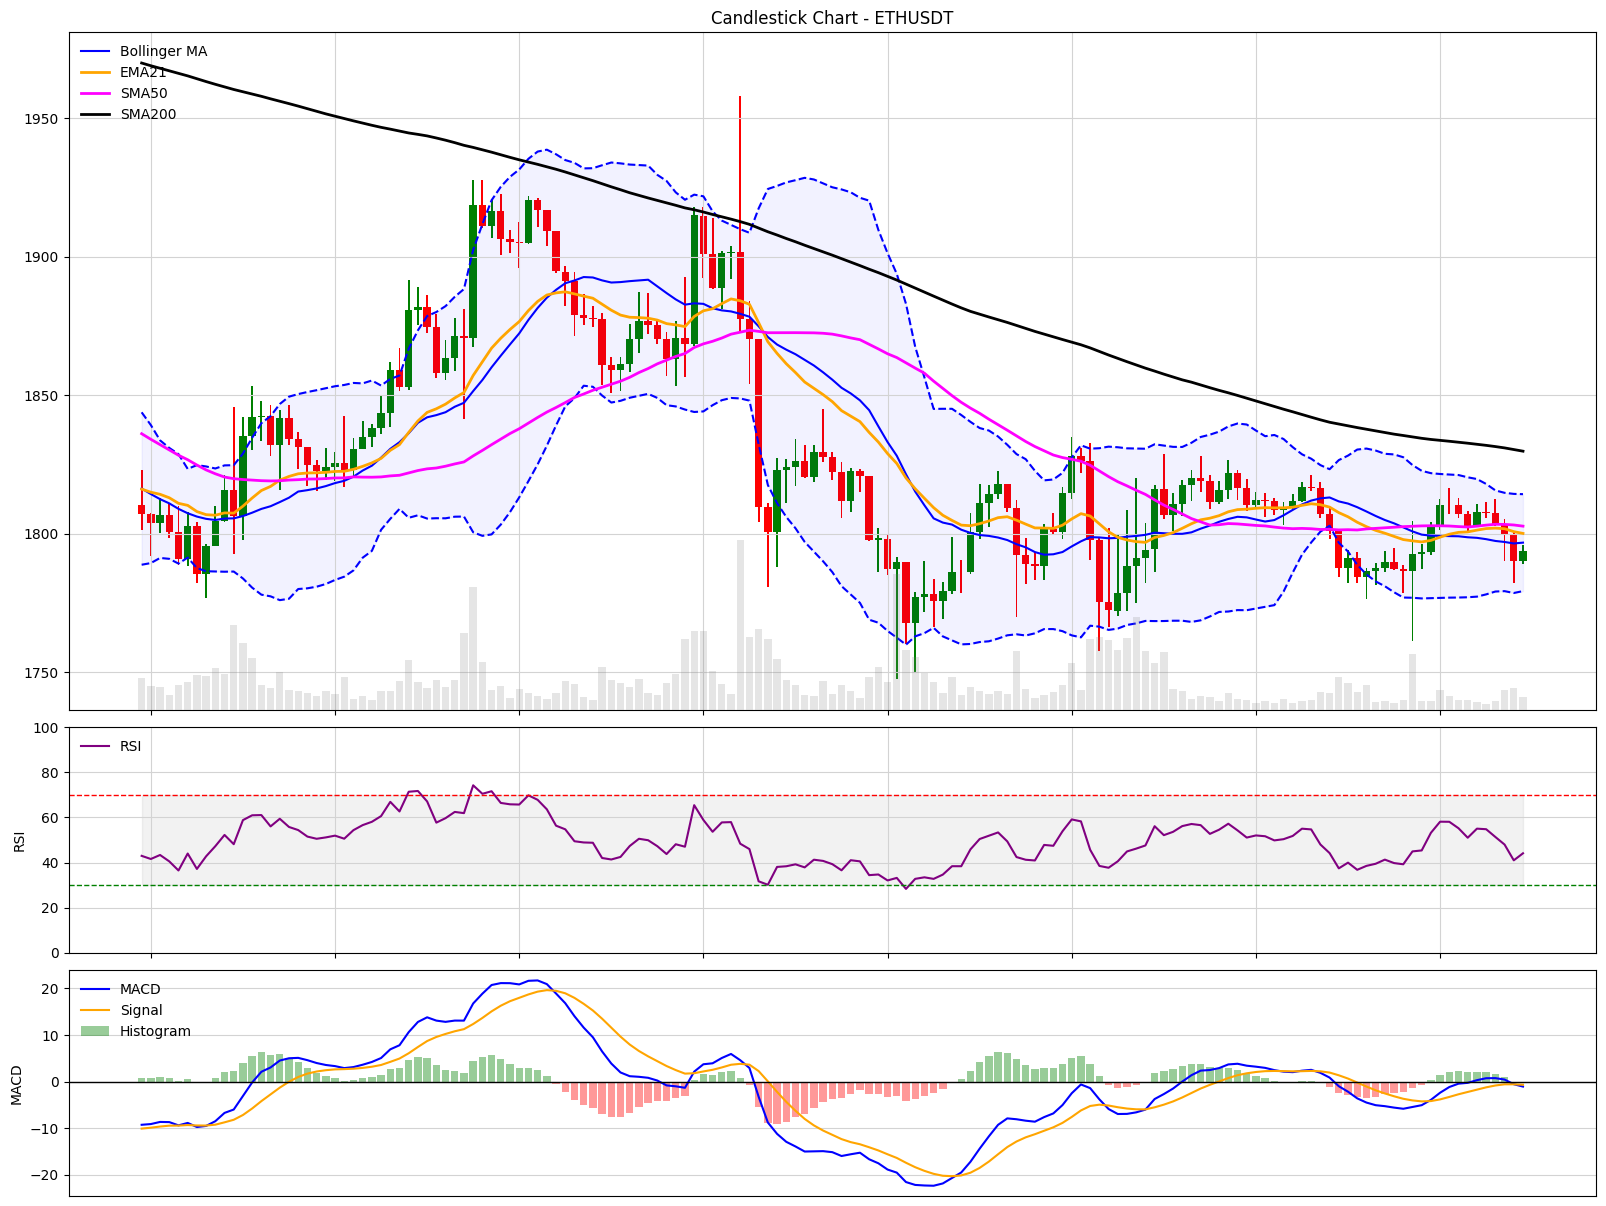 Candlestick Chart - ETHUSDT
Bollinger MA
EMA21
SMA50
SMA200
1950
1900
1850
1800
1750
RSI
100
80
60
40
20
0
RSI
MACD
Signal
Histogram
20
10
0
−10
−20
MACD